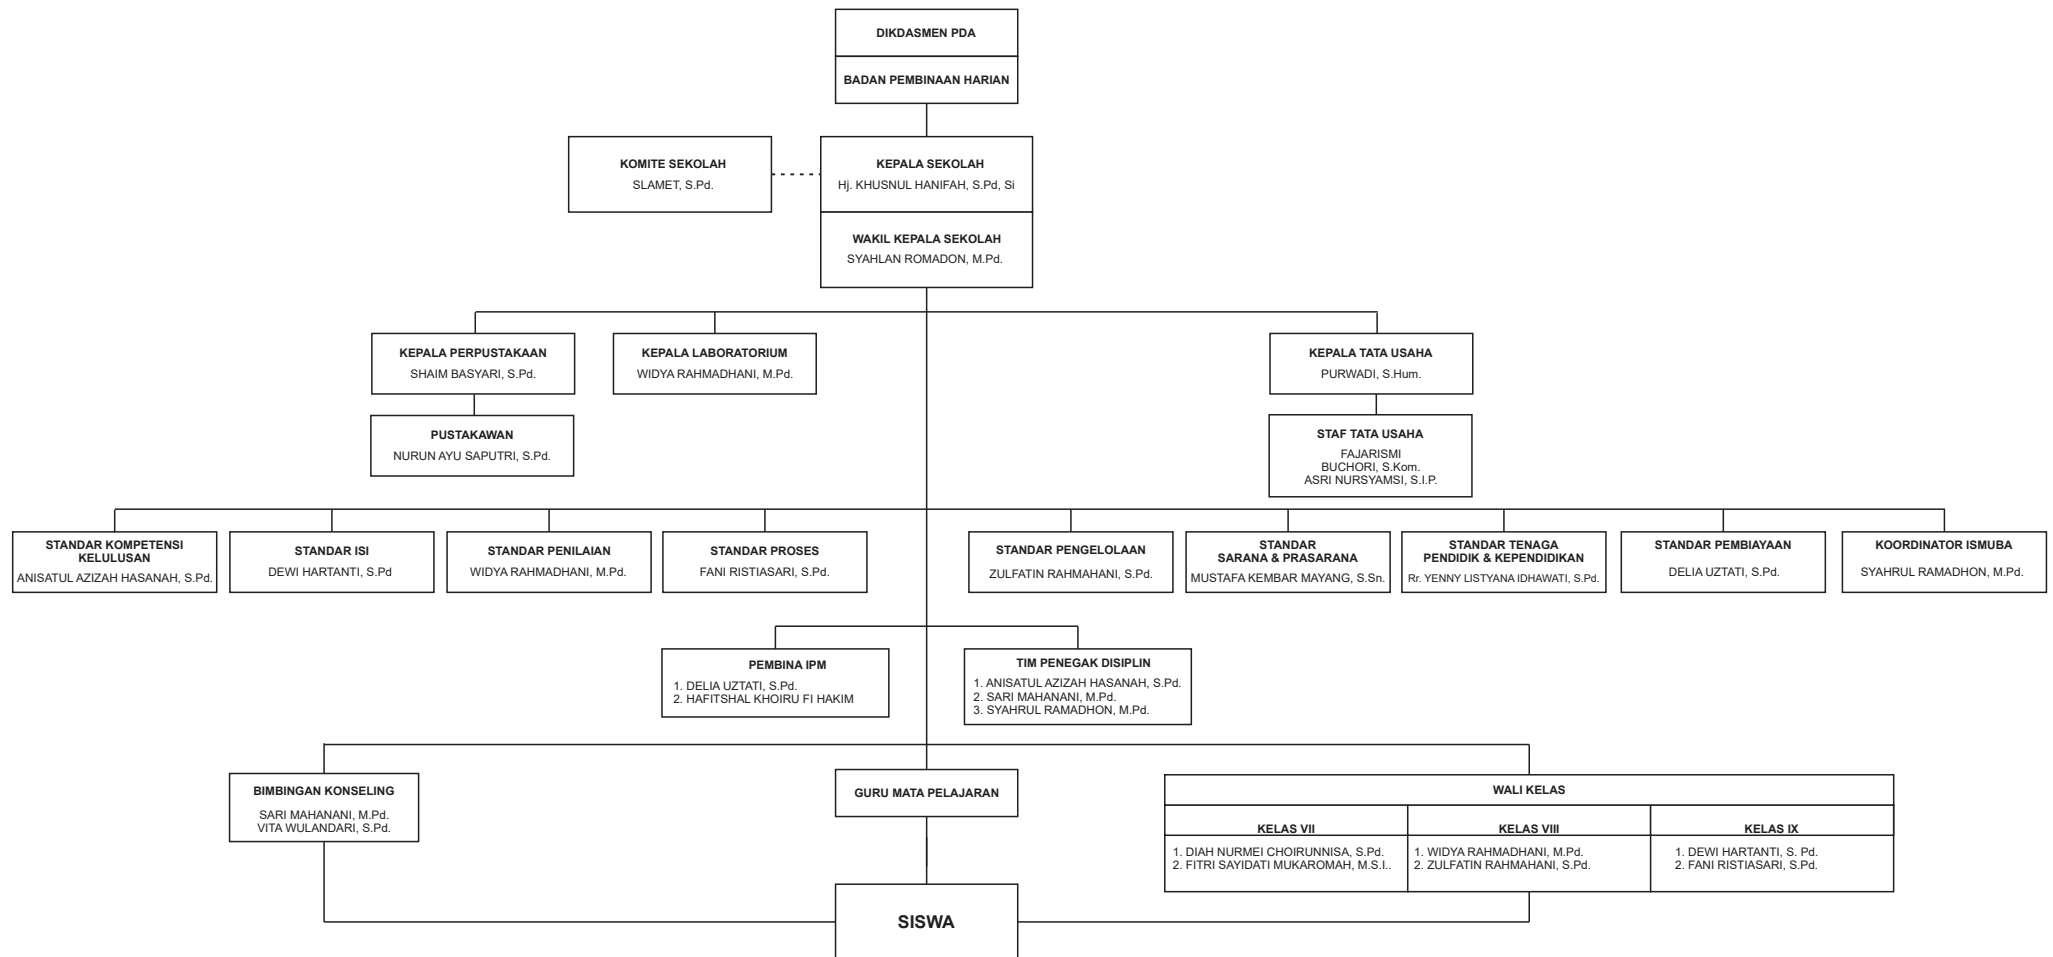 DIKDASMEN PDA
BADAN PEMBINAAN HARIAN
KOMITE SEKOLAH
SLAMET, S.Pd.
KEPALA SEKOLAH
Hj. KHUSNUL HANIFAH, S.Pd, Si
WAKIL KEPALA SEKOLAH
SYAHLAN ROMADON, M.Pd.
KEPALA PERPUSTAKAAN
SHAIM BASYARI, S.Pd.
KEPALA LABORATORIUM
WIDYA RAHMADHANI, M.Pd.
KEPALA TATA USAHA
PURWADI, S.Hum.
PUSTAKAWAN
NURUN AYU SAPUTRI, S.Pd.
STAF TATA USAHA
FAJARISMI
BUCHORI, S.Kom.
ASRI NURSYAMSI, S.I.P.
STANDAR KOMPETENSI
KELULUSAN
ANISATUL AZIZAH HASANAH, S.Pd.
STANDAR ISI
DEWI HARTANTI, S.Pd
STANDAR PENILAIAN
WIDYA RAHMADHANI, M.Pd.
STANDAR PROSES
FANI RISTIASARI, S.Pd.
STANDAR PENGELOLAAN
ZULFATIN RAHMAHANI, S.Pd.
STANDAR
SARANA & PRASARANA
MUSTAFA KEMBAR MAYANG, S.Sn.
STANDAR TENAGA
PENDIDIK & KEPENDIDIKAN
Rr. YENNY LISTYANA IDHAWATI, S.Pd.
STANDAR PEMBIAYAAN
DELIA UZTATI, S.Pd.
KOORDINATOR ISMUBA
SYAHRUL RAMADHON, M.Pd.
PEMBINA IPM
1. DELIA UZTATI, S.Pd.
2. HAFITSHAL KHOIRU FI HAKIM
TIM PENEGAK DISIPLIN
1. ANISATUL AZIZAH HASANAH, S.Pd.
2. SARI MAHANANI, M.Pd.
3. SYAHRUL RAMADHON, M.Pd.
BIMBINGAN KONSELING
SARI MAHANANI, M.Pd.
VITA WULANDARI, S.Pd.
GURU MATA PELAJARAN
WALI KELAS
KELAS VII
1. DIAH NURMEI CHOIRUNNISA, S.Pd.
2. FITRI SAYIDATI MUKAROMAH, M.S.I..
KELAS VIII
1. WIDYA RAHMADHANI, M.Pd.
2. ZULFATIN RAHMAHANI, S.Pd.
KELAS IX
1. DEWI HARTANTI, S. Pd.
2. FANI RISTIASARI, S.Pd.
SISWA